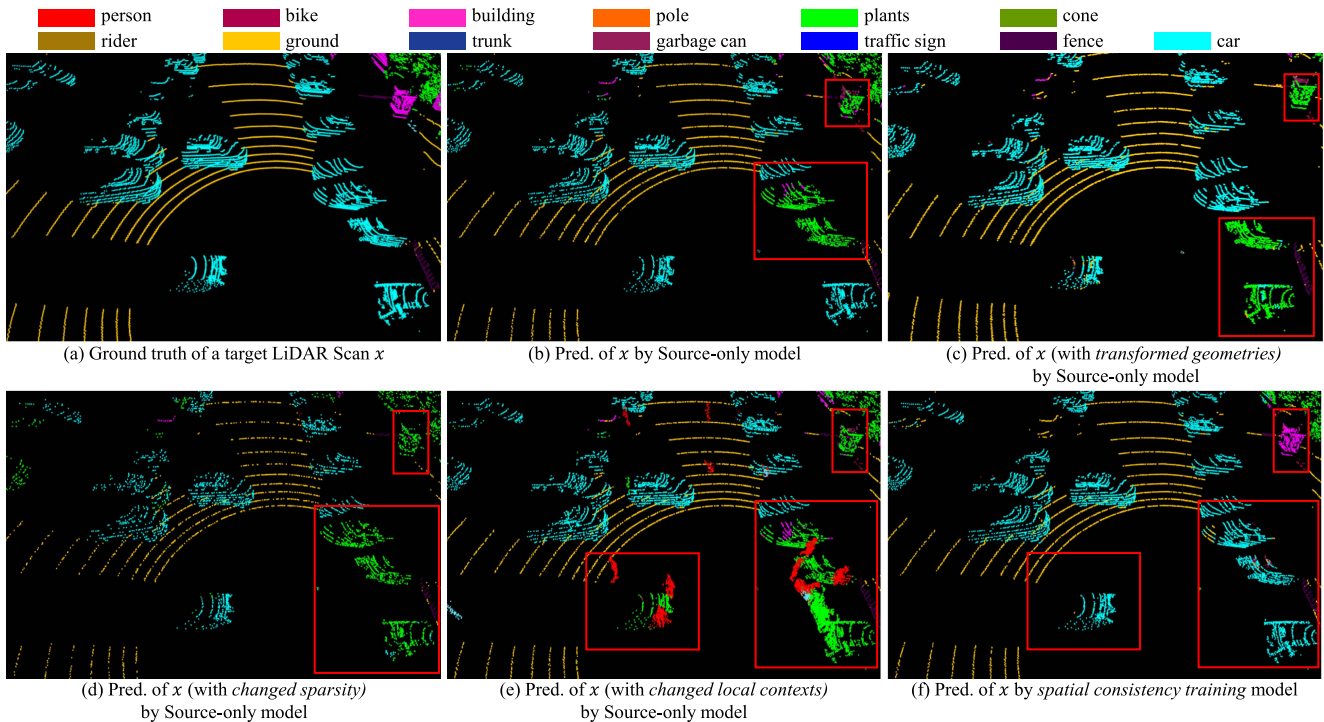 person bike building pole plants cone
rider ground trunk garbage can traffic sign fence car
(a) Ground truth of a target LiDAR Scan x
(b) Pred. of x by Source-only model
(c) Pred. of x (with transformed geometries)
by Source-only model
(d) Pred. of x (with changed sparsity)
by Source-only model
(e) Pred. of x (with changed local contexts)
by Source-only model
(f) Pred. of x by spatial consistency training model